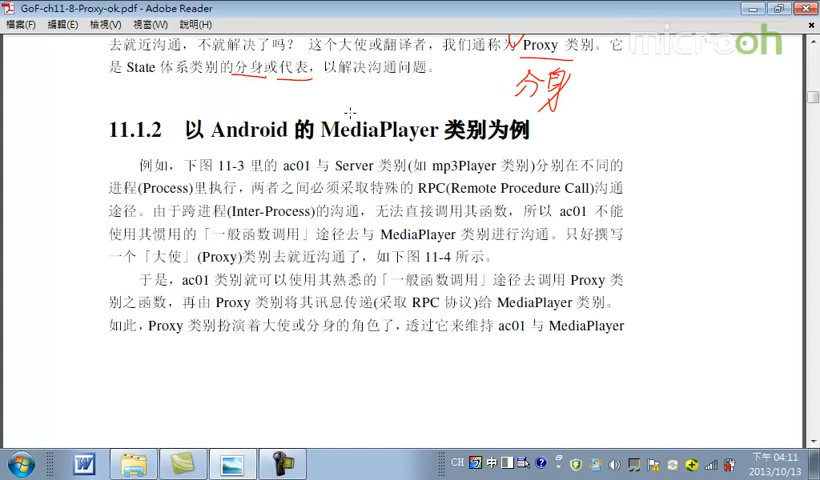 GoF-ch11-8-Proxy-ok.pdf - Adobe Reader
檔案(F) 編輯(E) 檢視(V) 視窗(W) 說明(H)
microoh
去就近沟通，不就解决了吗？ 这个大使或翻译者，我们通称为 Proxy 类别。它
是 State 体系类别的分身或代表，以解决沟通问题。
分身
11.1.2 以 Android 的 MediaPlayer 类别为例
例如，下图 11-3 里的 ac01 与 Server 类别(如 mp3Player 类别)分别在不同的
进程(Process)里执行，两者之间必须采取特殊的 RPC(Remote Procedure Call)沟通
途径。由于跨进程(Inter-Process)的沟通，无法直接调用其函数，所以 ac01 不能
使用其惯用的「一般函数调用」途径去与 MediaPlayer 类别进行沟通。只好撰写
一个「大使」(Proxy)类别去就近沟通了，如下图 11-4 所示。
于是，ac01 类别就可以使用其熟悉的「一般函数调用」途径去调用 Proxy 类
别之函数，再由 Proxy 类别将其讯息传递(采取 RPC 协议)给 MediaPlayer 类别。
如此，Proxy 类别扮演着大使或分身的角色了，透过它来维持 ac01 与 MediaPlayer
CH 中
下午 04:11
2013/10/13